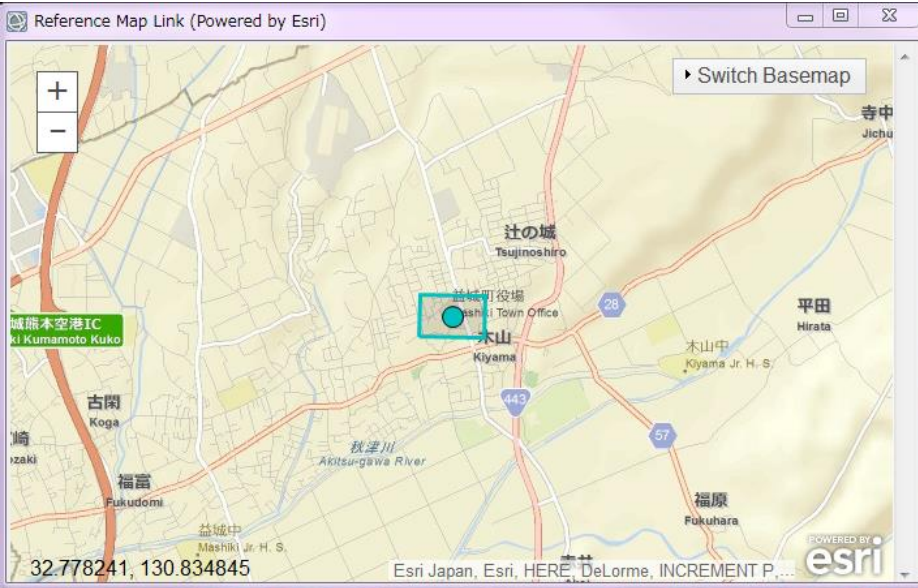 Reference Map Link (Powered by Esri)
+
−
Switch Basemap
寺中
Jichu
辻の城
Tsujinoshiro
益城町役場
Mashiki Town Office
28
平田
Hirata
城熊本空港IC
ki Kumamoto Kuko
木山
Kiyama
木山中
Kiyama Jr. H. S.
443
古閑
Koga
崎
ozaki
57
秋津川
Akitsu-gawa River
福富
Fukudomi
福原
Fukuhara
益城中
Mashiki Jr. H. S.
POWERED BY
esri
32.778241, 130.834845
Esri Japan, Esri, HERE, DeLorme, INCREMENT P,...